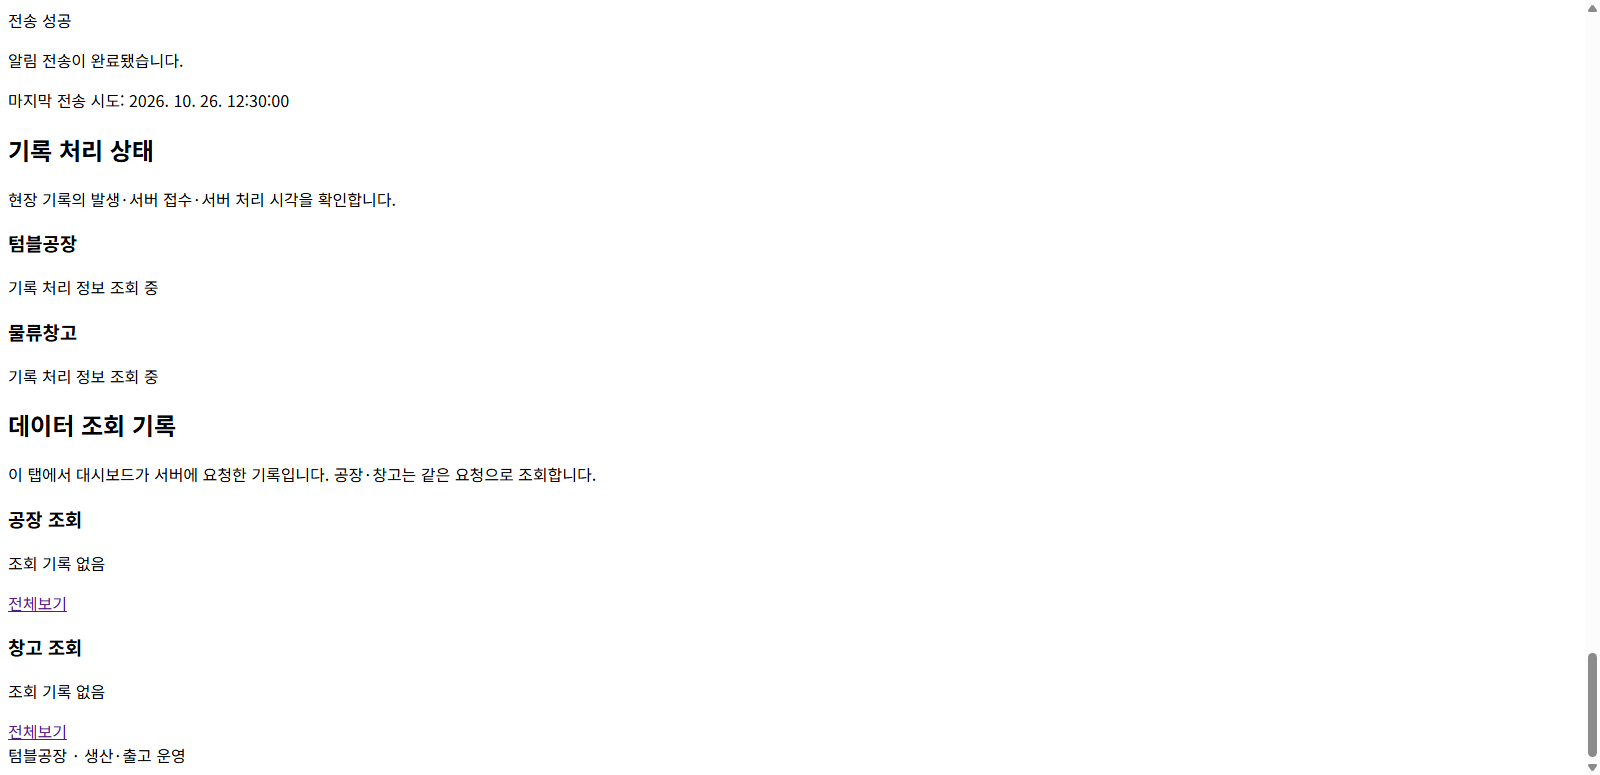 전송 성공
알림 전송이 완료됐습니다.
마지막 전송 시도: 2026. 10. 26. 12:30:00
기록 처리 상태
현장 기록의 발생·서버 접수·서버 처리 시각을 확인합니다.
텀블공장
기록 처리 정보 조회 중
물류창고
기록 처리 정보 조회 중
데이터 조회 기록
이 탭에서 대시보드가 서버에 요청한 기록입니다. 공장·창고는 같은 요청으로 조회합니다.
공장 조회
조회 기록 없음
전체보기
창고 조회
조회 기록 없음
전체보기
텀블공장 · 생산·출고 운영